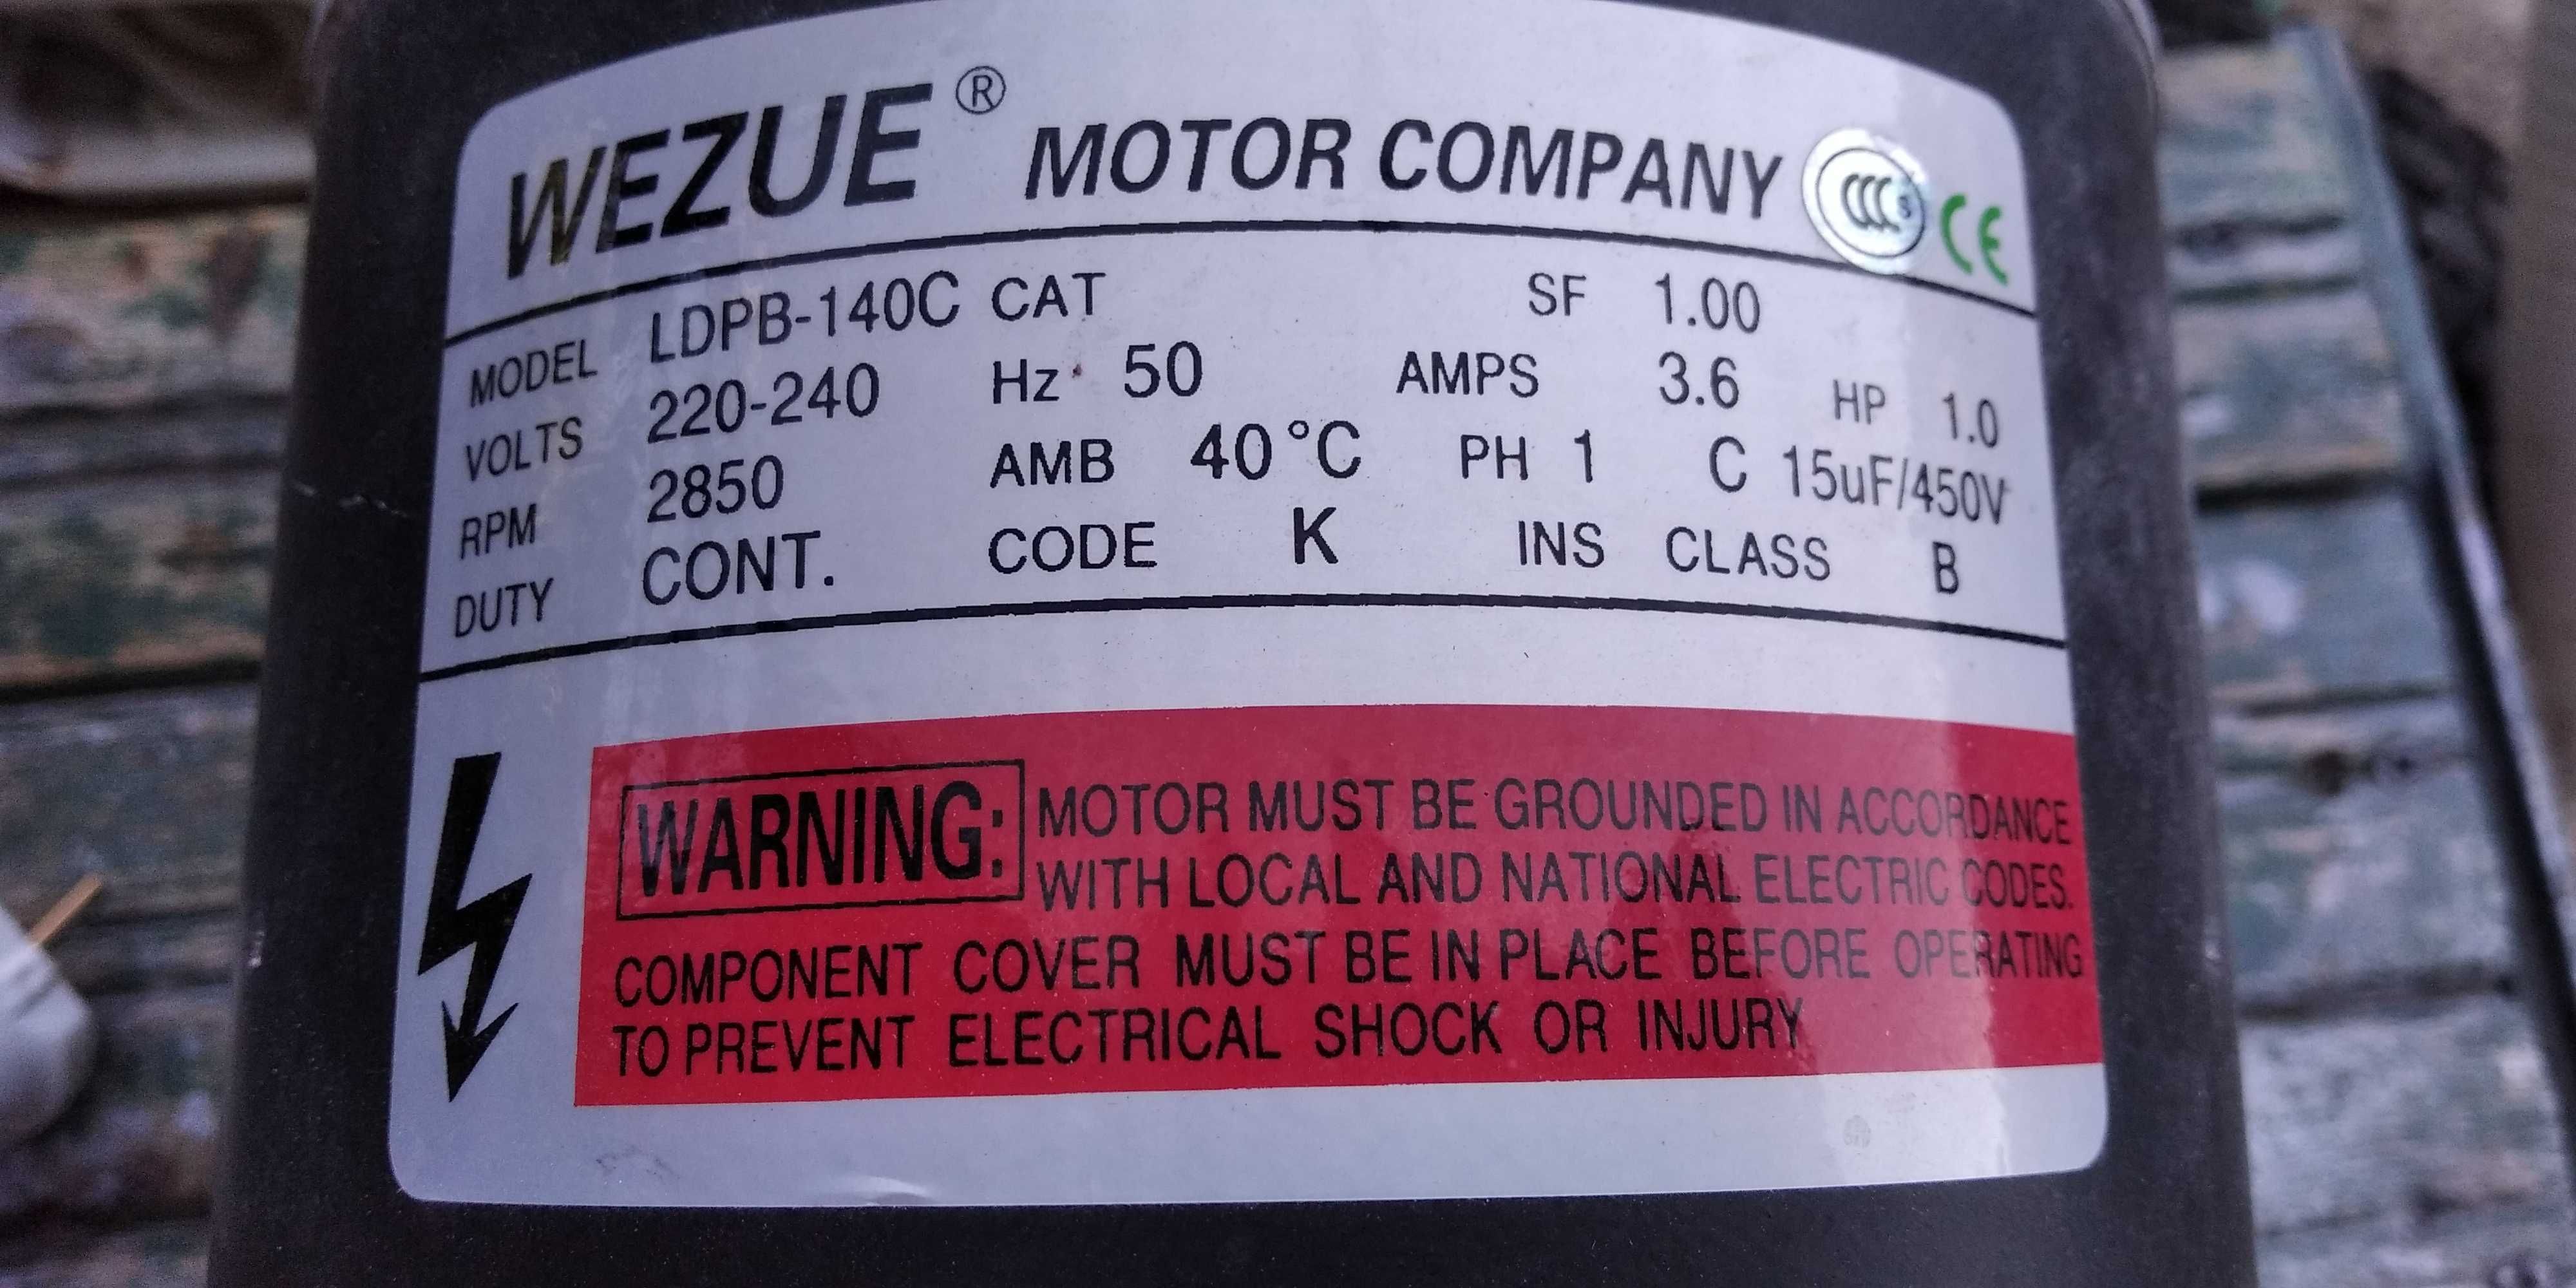 WEZUE ® MOTOR COMPANY CCC S CE
MODEL LDPB-140C CAT SF 1.00
VOLTS 220-240 Hz 50 AMPS 3.6 HP 1.0
RPM 2850 AMB 40°C PH 1 C 15uF/450V
DUTY CONT. CODE K INS CLASS B
WARNING: MOTOR MUST BE GROUNDED IN ACCORDANCE
WITH LOCAL AND NATIONAL ELECTRIC CODES.
COMPONENT COVER MUST BE IN PLACE BEFORE OPERATING
TO PREVENT ELECTRICAL SHOCK OR INJURY